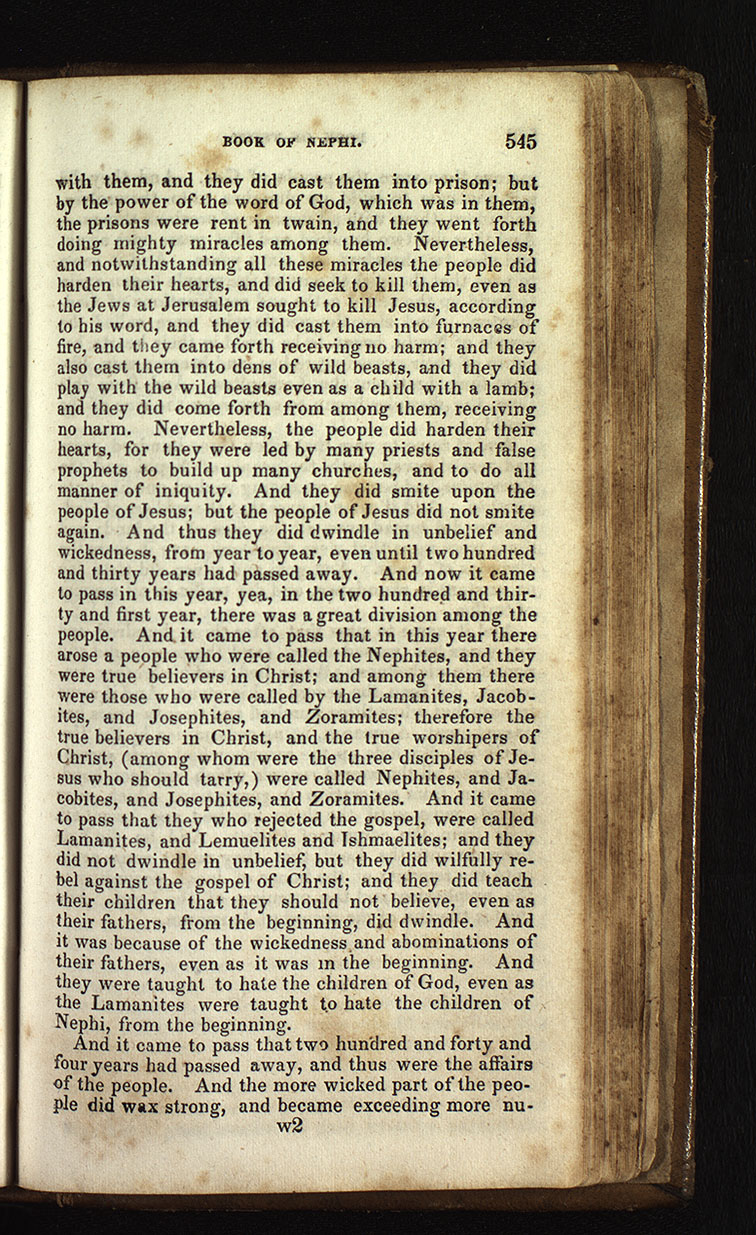 BOOK OF NEPHI. 545
with them, and they did cast them into prison; but
by the power of the word of God, which was in them,
the prisons were rent in twain, and they went forth
doing mighty miracles among them. Nevertheless,
and notwithstanding all these miracles the people did
harden their hearts, and did seek to kill them, even as
the Jews at Jerusalem sought to kill Jesus, according
to his word, and they did cast them into furnaces of
fire, and they came forth receiving no harm; and they
also cast them into dens of wild beasts, and they did
play with the wild beasts even as a child with a lamb;
and they did come forth from among them, receiving
no harm. Nevertheless, the people did harden their
hearts, for they were led by many priests and false
prophets to build up many churches, and to do all
manner of iniquity. And they did smite upon the
people of Jesus; but the people of Jesus did not smite
again. And thus they did dwindle in unbelief and
wickedness, from year to year, even until two hundred
and thirty years had passed away. And now it came
to pass in this year, yea, in the two hundred and thir-
ty and first year, there was a great division among the
people. And it came to pass that in this year there
arose a people who were called the Nephites, and they
were true believers in Christ; and among them there
were those who were called by the Lamanites, Jacob-
ites, and Josephites, and Zoramites; therefore the
true believers in Christ, and the true worshipers of
Christ, (among whom were the three disciples of Je-
sus who should tarry,) were called Nephites, and Ja-
cobites, and Josephites, and Zoramites. And it came
to pass that they who rejected the gospel, were called
Lamanites, and Lemuelites and Ishmaelites; and they
did not dwindle in unbelief, but they did wilfully re-
bel against the gospel of Christ; and they did teach
their children that they should not believe, even as
their fathers, from the beginning, did dwindle. And
it was because of the wickedness and abominations of
their fathers, even as it was in the beginning. And
they were taught to hate the children of God, even as
the Lamanites were taught to hate the children of
Nephi, from the beginning.
And it came to pass that two hundred and forty and
four years had passed away, and thus were the affairs
of the people. And the more wicked part of the peo-
ple did wax strong, and became exceeding more nu-
w2